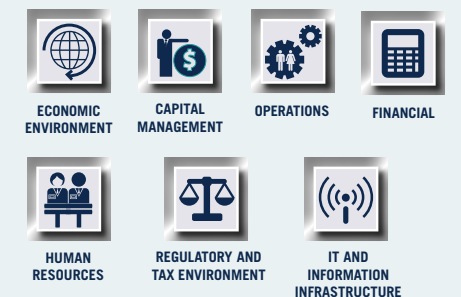 ECONOMIC
ENVIRONMENT
CAPITAL
MANAGEMENT
OPERATIONS
FINANCIAL
HUMAN
RESOURCES
REGULATORY AND
TAX ENVIRONMENT
IT AND
INFORMATION
INFRASTRUCTURE